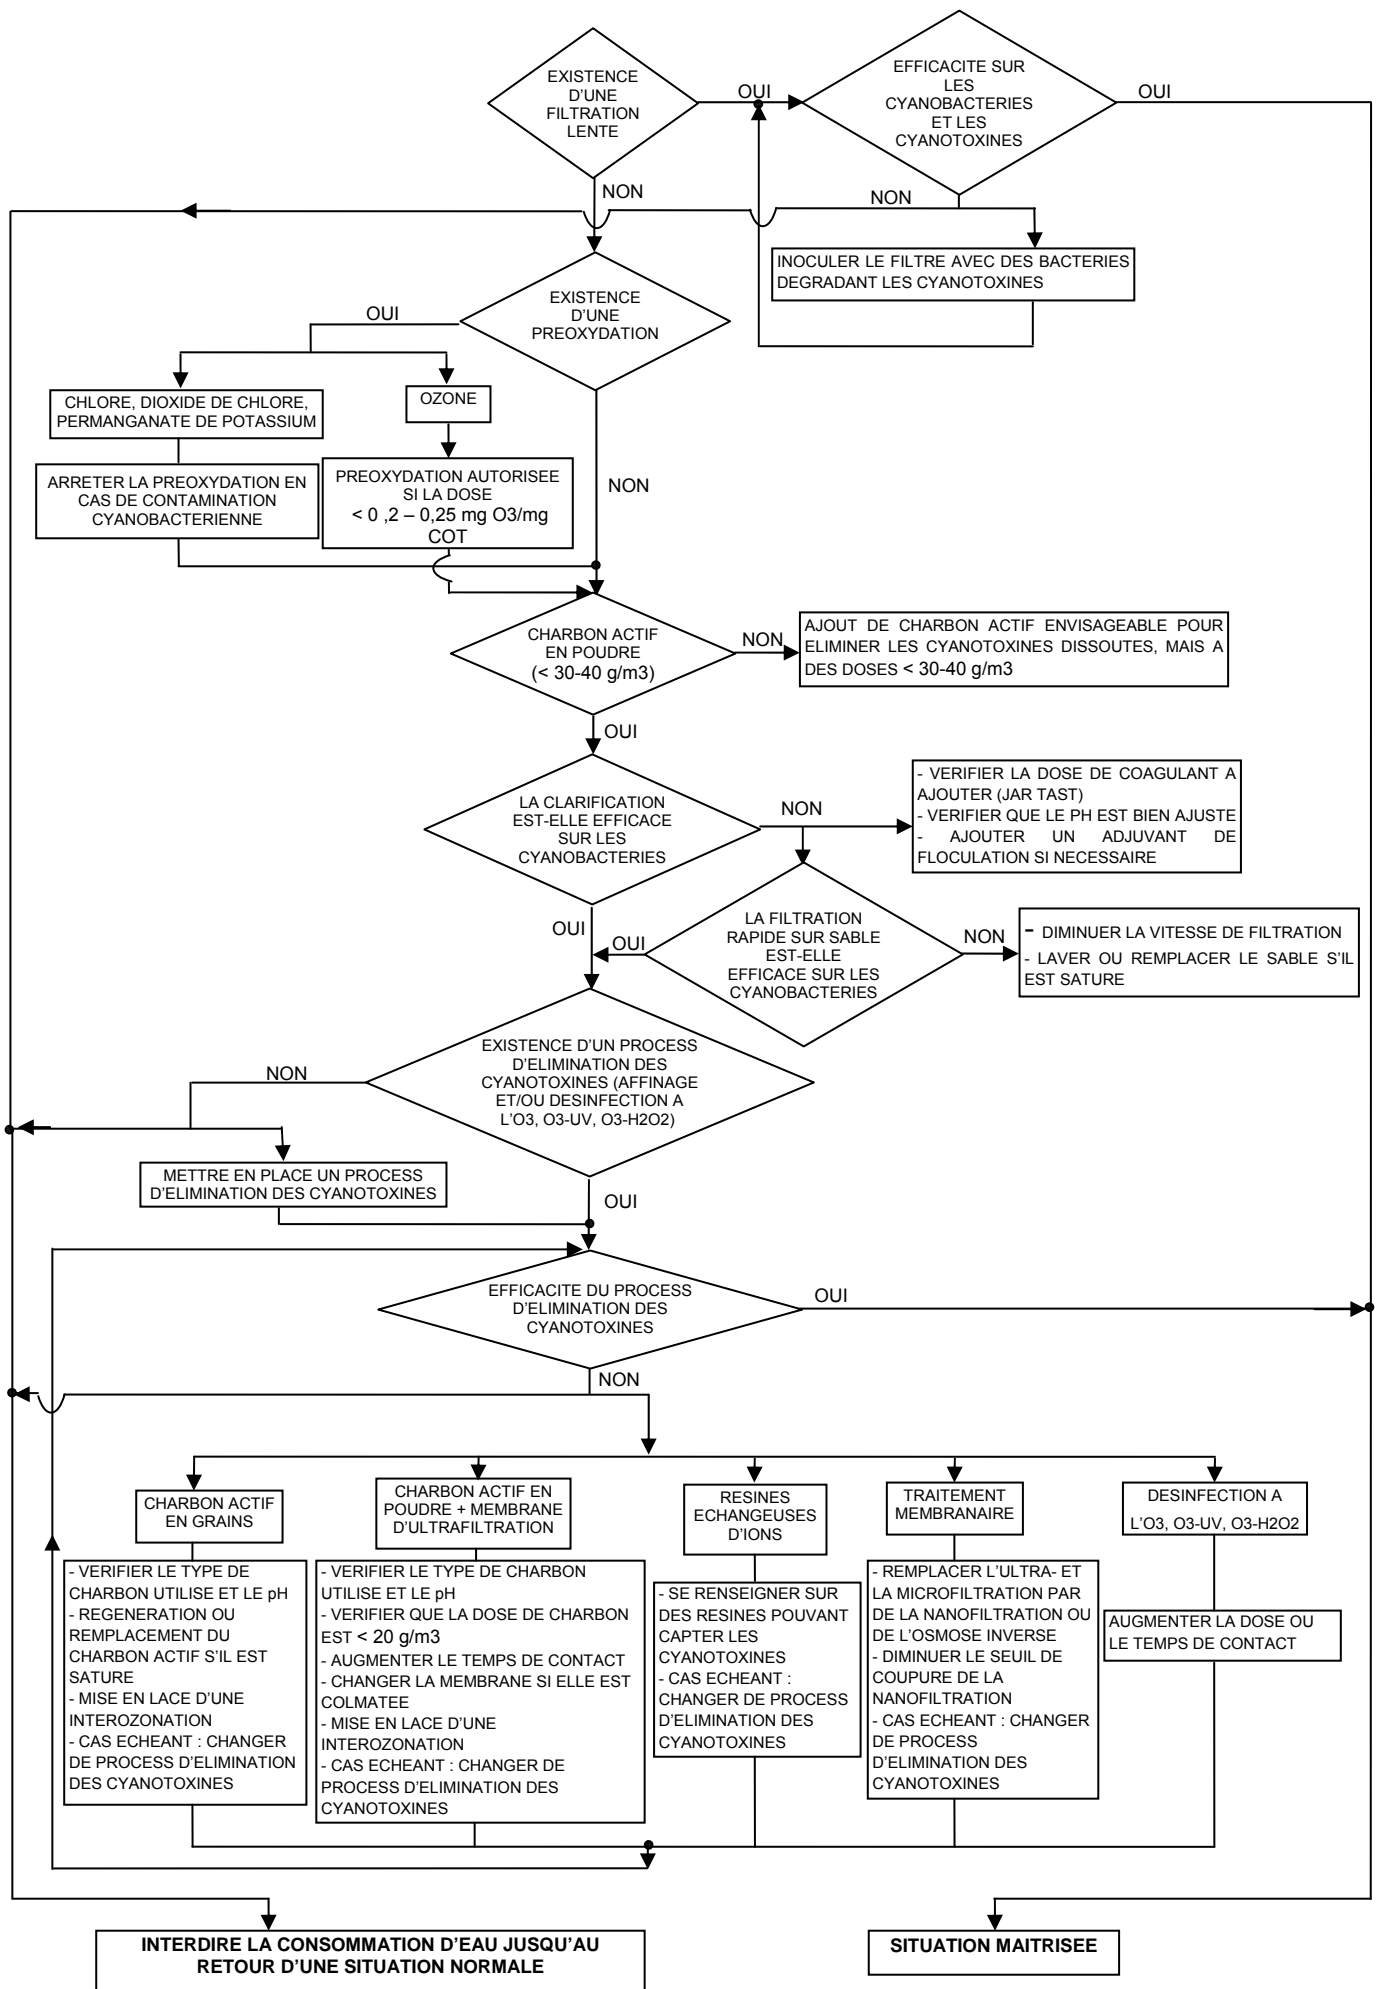 EXISTENCE
D'UNE
FILTRATION
LENTE
OUI
EFFICACITE SUR
LES
CYANOBACTERIES
ET LES
CYANOTOXINES
OUI
NON
NON
INOCULER LE FILTRE AVEC DES BACTERIES
DEGRADANT LES CYANOTOXINES
EXISTENCE
D'UNE
PREOXYDATION
OUI
CHLORE, DIOXIDE DE CHLORE,
PERMANGANATE DE POTASSIUM
OZONE
ARRETER LA PREOXYDATION EN
CAS DE CONTAMINATION
CYANOBACTERIENNE
PREOXYDATION AUTORISEE
SI LA DOSE
< 0 ,2 – 0,25 mg O3/mg
COT
NON
CHARBON ACTIF
EN POUDRE
(< 30-40 g/m3)
NON
AJOUT DE CHARBON ACTIF ENVISAGEABLE POUR
ELIMINER LES CYANOTOXINES DISSOUTES, MAIS A
DES DOSES < 30-40 g/m3
OUI
LA CLARIFICATION
EST-ELLE EFFICACE
SUR LES
CYANOBACTERIES
NON
- VERIFIER LA DOSE DE COAGULANT A
AJOUTER (JAR TAST)
- VERIFIER QUE LE PH EST BIEN AJUSTE
- AJOUTER UN ADJUVANT DE
FLOCULATION SI NECESSAIRE
OUI
OUI
LA FILTRATION
RAPIDE SUR SABLE
EST-ELLE
EFFICACE SUR LES
CYANOBACTERIES
NON
- DIMINUER LA VITESSE DE FILTRATION
- LAVER OU REMPLACER LE SABLE S'IL
EST SATURE
EXISTENCE D'UN PROCESS
D'ELIMINATION DES
CYANOTOXINES (AFFINAGE
ET/OU DESINFECTION A
L'O3, O3-UV, O3-H2O2)
NON
METTRE EN PLACE UN PROCESS
D'ELIMINATION DES CYANOTOXINES
OUI
EFFICACITE DU PROCESS
D'ELIMINATION DES
CYANOTOXINES
OUI
NON
CHARBON ACTIF
EN GRAINS
CHARBON ACTIF EN
POUDRE + MEMBRANE
D'ULTRAFILTRATION
RESINES
ECHANGEUSES
D'IONS
TRAITEMENT
MEMBRANAIRE
DESINFECTION A
L'O3, O3-UV, O3-H2O2
- VERIFIER LE TYPE DE
CHARBON UTILISE ET LE pH
- REGENERATION OU
REMPLACEMENT DU
CHARBON ACTIF S'IL EST
SATURE
- MISE EN LACE D'UNE
INTEROZONATION
- CAS ECHEANT : CHANGER
DE PROCESS D'ELIMINATION
DES CYANOTOXINES
- VERIFIER LE TYPE DE CHARBON
UTILISE ET LE pH
- VERIFIER QUE LA DOSE DE CHARBON
EST < 20 g/m3
- AUGMENTER LE TEMPS DE CONTACT
- CHANGER LA MEMBRANE SI ELLE EST
COLMATEE
- MISE EN LACE D'UNE
INTEROZONATION
- CAS ECHEANT : CHANGER DE
PROCESS D'ELIMINATION DES
CYANOTOXINES
- SE RENSEIGNER SUR
DES RESINES POUVANT
CAPTER LES
CYANOTOXINES
- CAS ECHEANT :
CHANGER DE PROCESS
D'ELIMINATION DES
CYANOTOXINES
- REMPLACER L'ULTRA- ET
LA MICROFILTRATION PAR
DE LA NANOFILTRATION OU
DE L'OSMOSE INVERSE
- DIMINUER LE SEUIL DE
COUPURE DE LA
NANOFILTRATION
- CAS ECHEANT : CHANGER
DE PROCESS
D'ELIMINATION DES
CYANOTOXINES
AUGMENTER LA DOSE OU
LE TEMPS DE CONTACT
INTERDIRE LA CONSOMMATION D'EAU JUSQU'AU
RETOUR D'UNE SITUATION NORMALE
SITUATION MAITRISEE